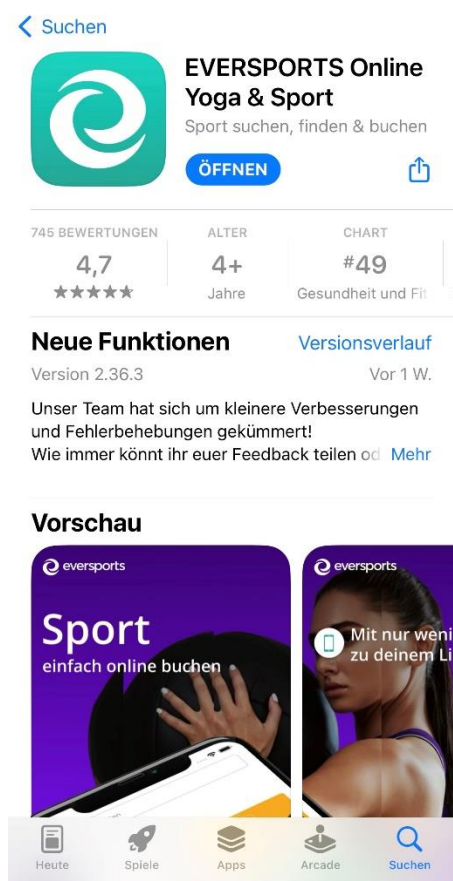 Suchen
EVERSPORTS Online
Yoga & Sport
Sport suchen, finden & buchen
ÖFFNEN
745 BEWERTUNGEN
4,7
ALTER
4+
Jahre
CHART
#49
Gesundheit und Fit
Neue Funktionen
Versionsverlauf
Version 2.36.3
Vor 1 W.
Unser Team hat sich um kleinere Verbesserungen
und Fehlerbehebungen gekümmert!
Wie immer könnt ihr euer Feedback teilen od Mehr
Vorschau
eversports
Sport
einfach online buchen
eversports
Mit nur weni
zu deinem Li
Heute
Spiele
Apps
Arcade
Suchen